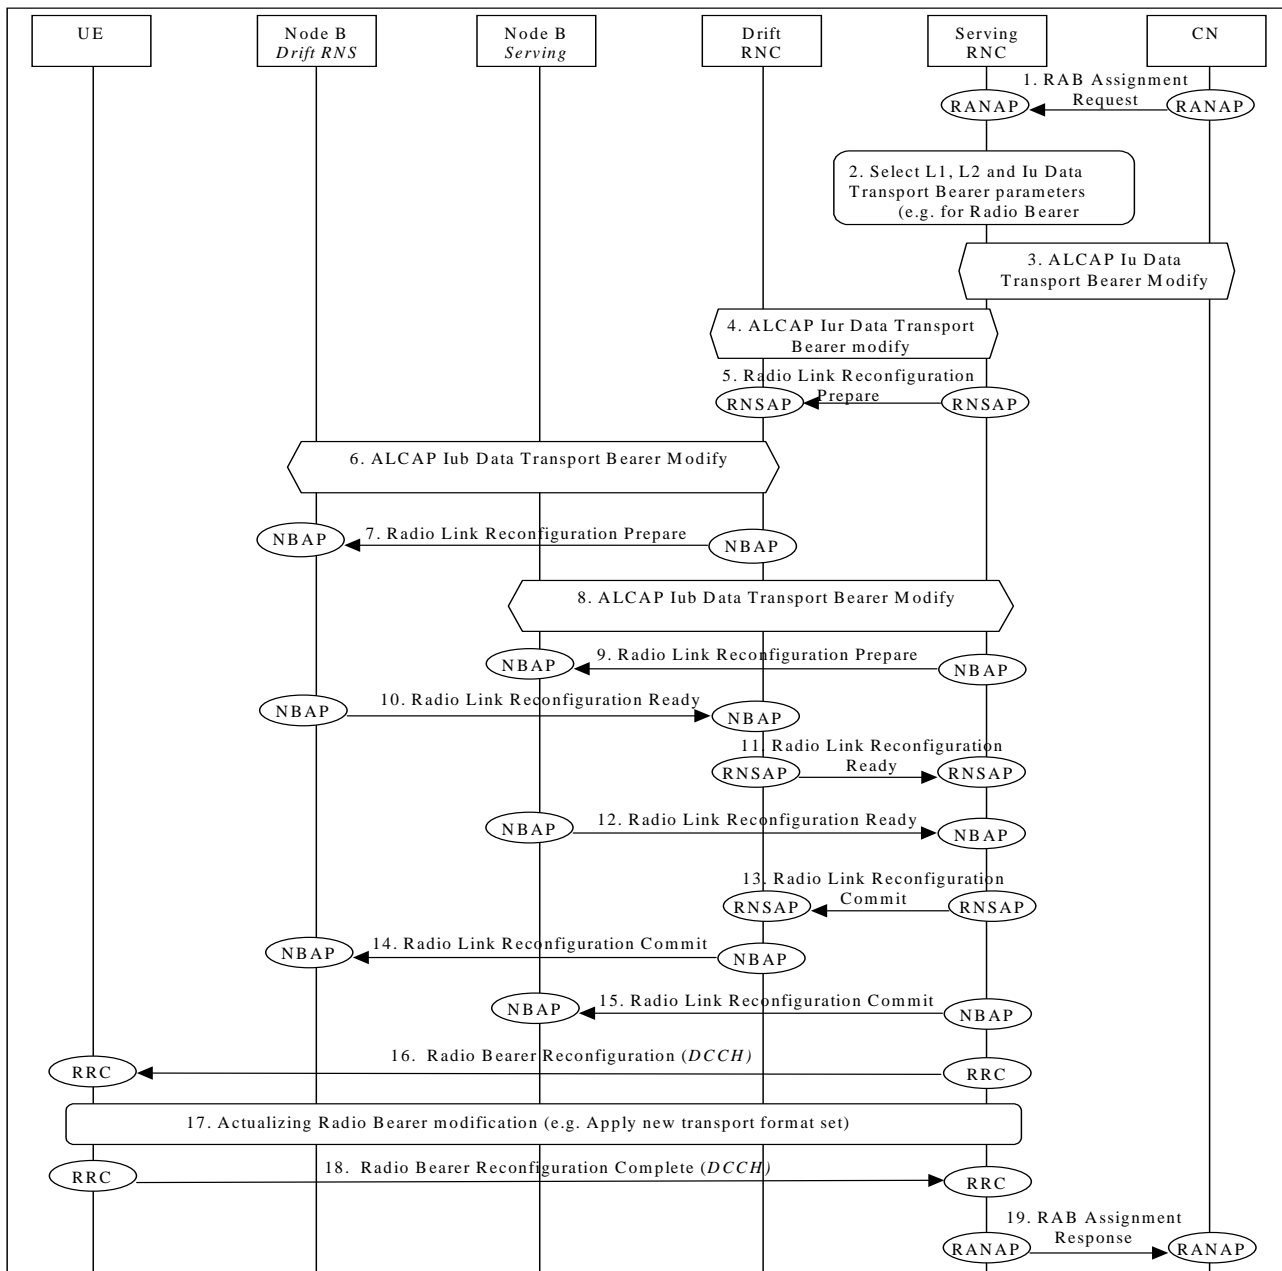 UE
Node B
Drift RNS
Node B
Serving
Drift
RNC
Serving
RNC
CN
1. RAB Assignment
Request
RANAP
RANAP
2. Select L1, L2 and Iu Data
Transport Bearer parameters
(e.g. for Radio Bearer
3. ALCAP Iu Data
Transport Bearer Modify
4. ALCAP Iur Data Transport
Bearer modify
5. Radio Link Reconfiguration
Prepare
RNSAP
RNSAP
6. ALCAP Iub Data Transport Bearer Modify
7. Radio Link Reconfiguration Prepare
NBAP
NBAP
8. ALCAP Iub Data Transport Bearer Modify
9. Radio Link Reconfiguration Prepare
NBAP
NBAP
10. Radio Link Reconfiguration Ready
NBAP
NBAP
11. Radio Link Reconfiguration
Ready
RNSAP
RNSAP
12. Radio Link Reconfiguration Ready
NBAP
NBAP
13. Radio Link Reconfiguration
Commit
RNSAP
RNSAP
14. Radio Link Reconfiguration Commit
NBAP
NBAP
15. Radio Link Reconfiguration Commit
NBAP
NBAP
16. Radio Bearer Reconfiguration (DCCH)
RRC
RRC
17. Actualizing Radio Bearer modification (e.g. Apply new transport format set)
18. Radio Bearer Reconfiguration Complete (DCCH)
RRC
RRC
19. RAB Assignment
Response
RANAP
RANAP